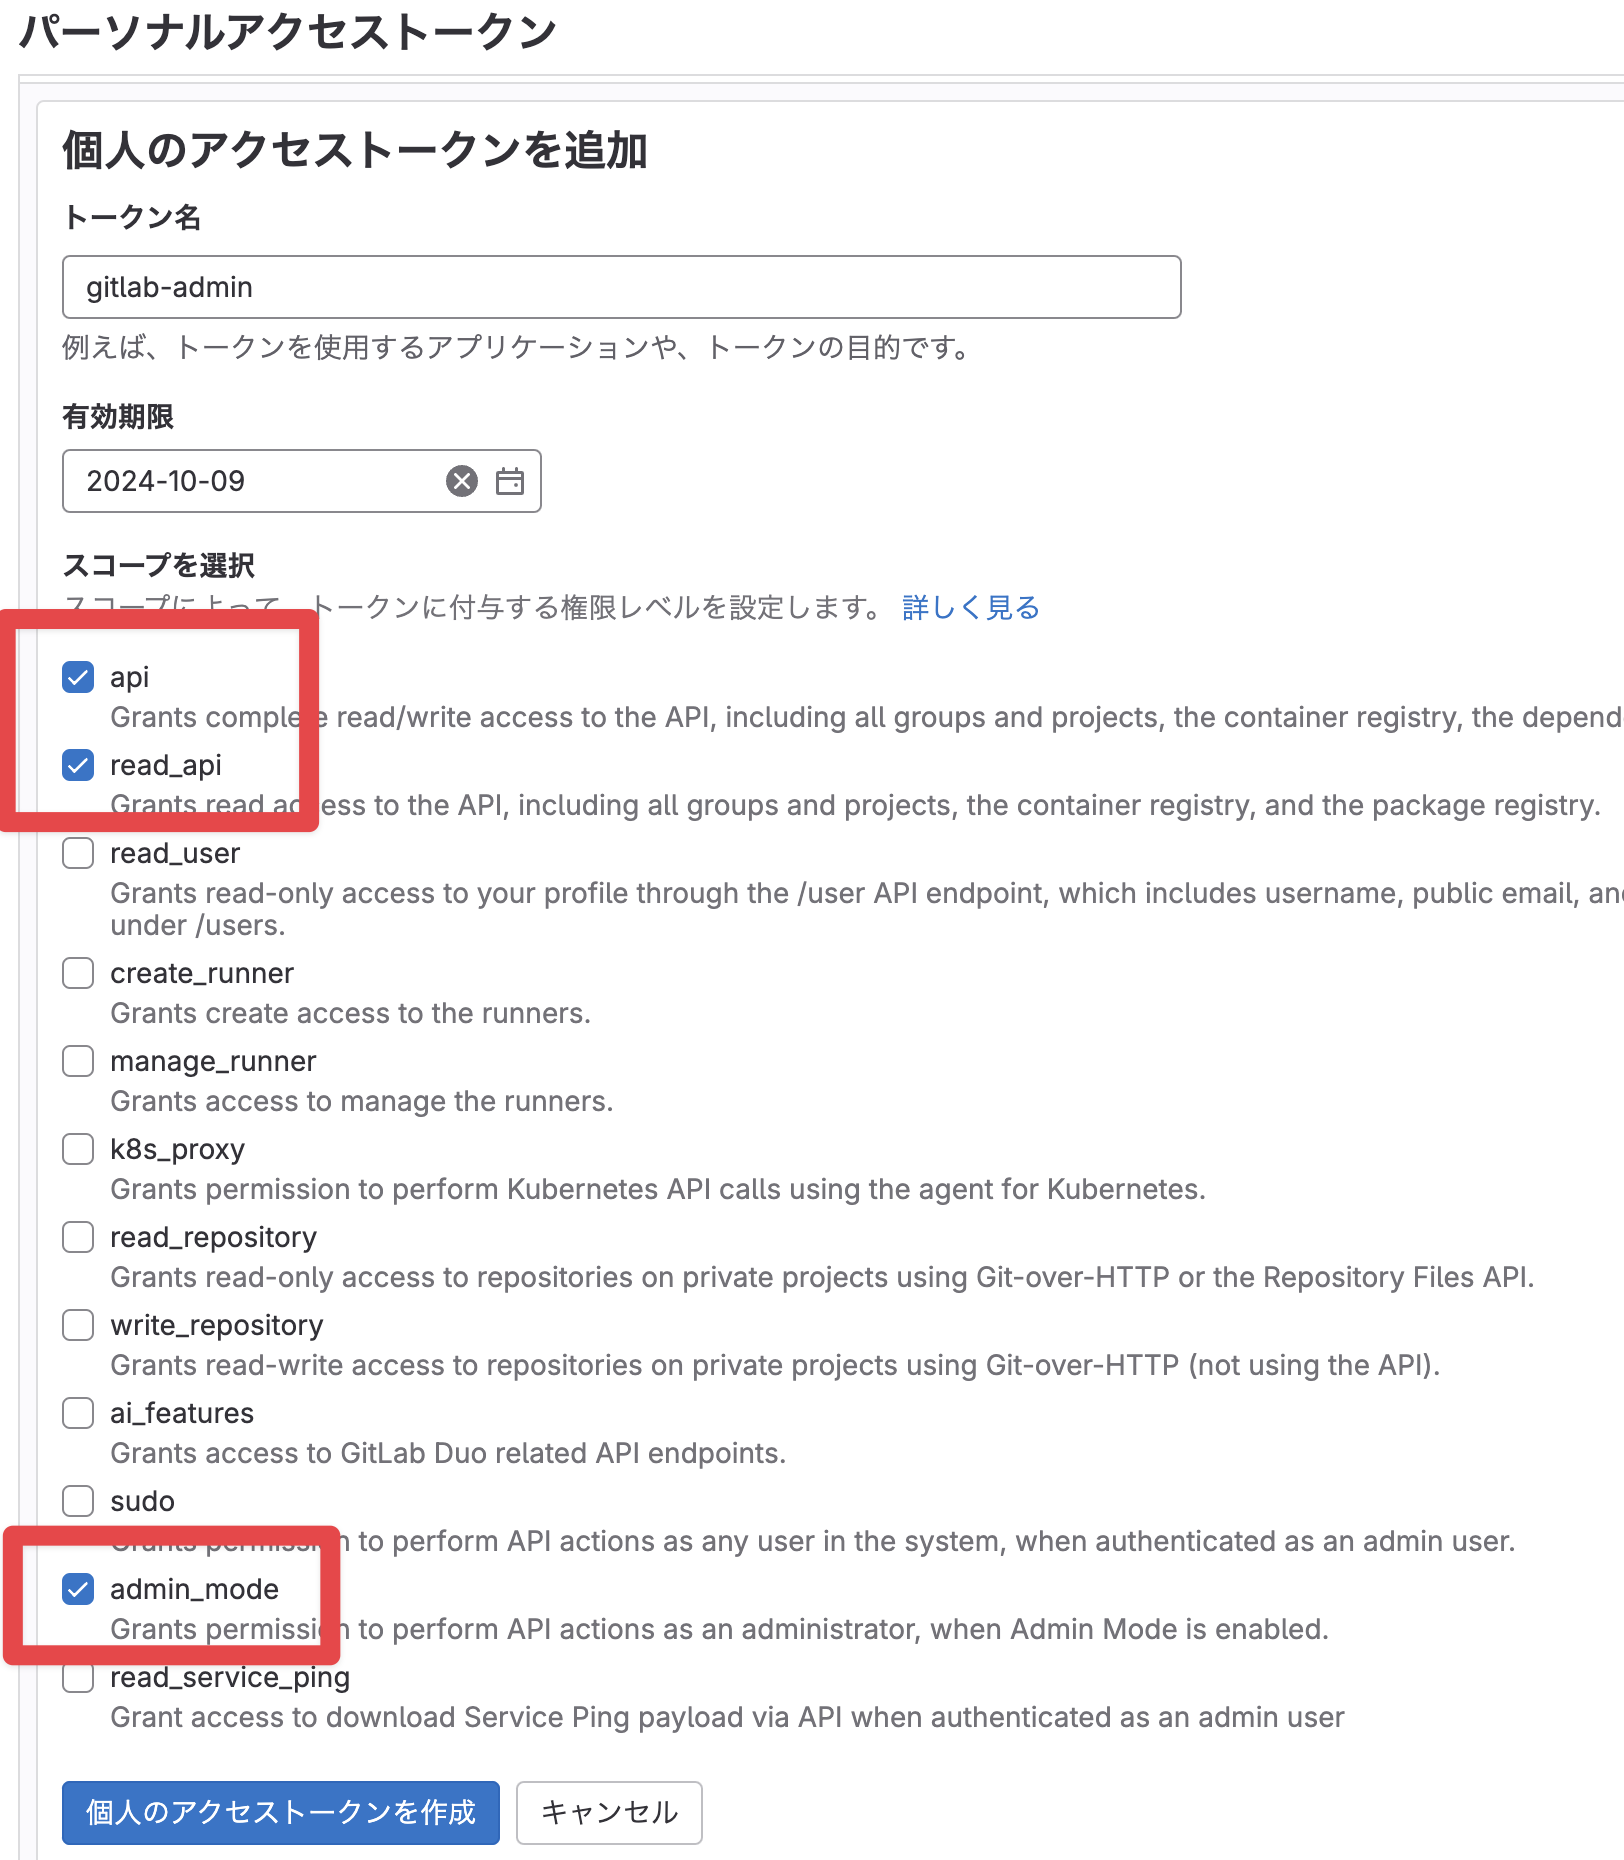 パーソナルアクセストークン
個人のアクセストークンを追加
トークン名
gitlab-admin
例えば、トークンを使用するアプリケーションや、トークンの目的です。
有効期限
2024-10-09
スコープを選択
スコープによって、トークンに付与する権限レベルを設定します。 詳しく見る
api
Grants complete read/write access to the API, including all groups and projects, the container registry, the depend
read_api
Grants read access to the API, including all groups and projects, the container registry, and the package registry.
read_user
Grants read-only access to your profile through the /user API endpoint, which includes username, public email, and
under /users.
create_runner
Grants create access to the runners.
manage_runner
Grants access to manage the runners.
k8s_proxy
Grants permission to perform Kubernetes API calls using the agent for Kubernetes.
read_repository
Grants read-only access to repositories on private projects using Git-over-HTTP or the Repository Files API.
write_repository
Grants read-write access to repositories on private projects using Git-over-HTTP (not using the API).
ai_features
Grants access to GitLab Duo related API endpoints.
sudo
Grants permission to perform API actions as any user in the system, when authenticated as an admin user.
admin_mode
Grants permission to perform API actions as an administrator, when Admin Mode is enabled.
read_service_ping
Grant access to download Service Ping payload via API when authenticated as an admin user
個人のアクセストークンを作成
キャンセル